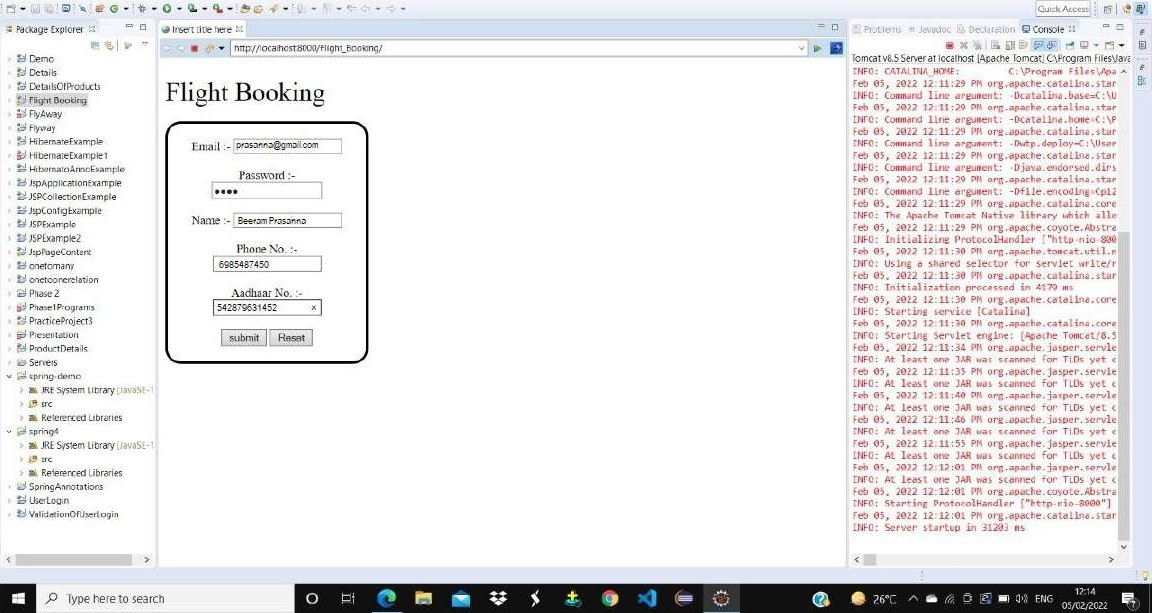 Quick Access
Package Explorer
Demo
Details
DetailsOfProducts
Flight Booking
FlyAway
Flyway
HibernateExample
HibernateExample1
HibernatoAnnoExample
JspApplicationExample
JSPCollectionExample
JspConfigExample
JSPExample
JSPExample2
JspPageContent
onetomany
onetoonerelation
Phase 2
Phase1Programs
PracticeProject3
Presentation
ProductDetails
Servers
spring-demo
JRE System Library [JavaSE-1
src
Referenced Libraries
spring4
JRE System Library [JavaSE-1
src
Referenced Libraries
SpringAnnotations
UserLogin
ValidationOfUserLogin
Insert title here
http://localhost:8000/Flight_Booking/
Flight Booking
Email :- prasanna@gmail.com
Password :-
Name :- Beeram Prasanna
Phone No. :-
6985487450
Aadhaar No. :-
542879631452
submit Reset
Problems Javadoc Declaration Console
Tomcat v8.5 Server at localhost [Apache Tomcat] C:\Program Files\Java
INFO: CATALINA_HOME: C:\Program Files\Apa
Feb 05, 2022 12:11:29 PM org.apache.catalina.star
INFO: Command line argument: -Dcatalina.base=C:\U
Feb 05, 2022 12:11:29 PM org.apache.catalina.star
INFO: Command line argument: -Dcatalina.home=C:\P
Feb 05, 2022 12:11:29 PM org.apache.catalina.star
INFO: Command line argument: -Dwtp.deploy=C:\User
Feb 05, 2022 12:11:29 PM org.apache.catalina.star
INFO: Command line argument: -Djava.endorsed.dirs
Feb 05, 2022 12:11:29 PM org.apache.catalina.star
INFO: Command line argument: -Dfile.encoding=Cp12
Feb 05, 2022 12:11:29 PM org.apache.catalina.core
INFO: The Apache Tomcat Native library which allo
Feb 05, 2022 12:11:29 PM org.apache.coyote.Abstra
INFO: Initializing ProtocolHandler ["http-nio-800
Feb 05, 2022 12:11:30 PM org.apache.tomcat.util.n
INFO: Using a shared selector for servlet write/r
Feb 05, 2022 12:11:30 PM org.apache.catalina.star
INFO: Initialization processed in 4179 ms
Feb 05, 2022 12:11:30 PM org.apache.catalina.core
INFO: Starting service [Catalina]
Feb 05, 2022 12:11:30 PM org.apache.catalina.core
INFO: Starting Servlet engine: [Apache Tomcat/8.5
Feb 05, 2022 12:11:34 PM org.apache.jasper.servle
INFO: At least one JAR was scanned for TLDs yet c
Feb 05, 2022 12:11:35 PM org.apache.jasper.servle
INFO: At least one JAR was scanned for TLDs yet c
Feb 05, 2022 12:11:40 PM org.apache.jasper.servle
INFO: At least one JAR was scanned for TLDs yet c
Feb 05, 2022 12:11:46 PM org.apache.jasper.servle
INFO: At least one JAR was scanned for TLDs yet c
Feb 05, 2022 12:11:55 PM org.apache.jasper.servle
INFO: At least one JAR was scanned for TLDs yet c
Feb 05, 2022 12:12:01 PM org.apache.jasper.servle
INFO: At least one JAR was scanned for TLDs yet c
Feb 05, 2022 12:12:01 PM org.apache.coyote.Abstra
INFO: Starting ProtocolHandler ["http-nio-8000"]
Feb 05, 2022 12:12:01 PM org.apache.catalina.star
INFO: Server startup in 31203 ms
Type here to search
26°C
ENG
12:14
05/02/2022